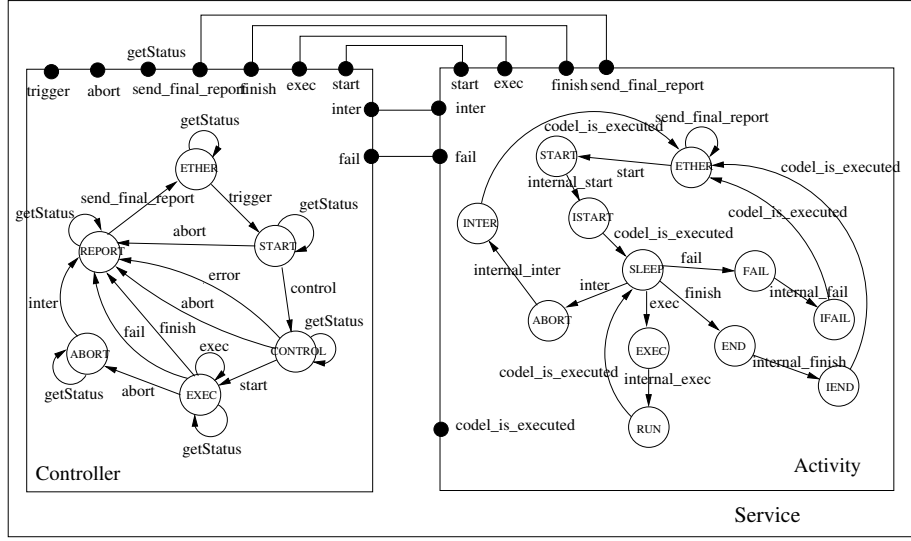 getStatus
trigger
abort
send_final_report
finish
exec
start
start
exec
finish
send_final_report
inter
inter
fail
fail
getStatus
ETHER
send_final_report
trigger
getStatus
getStatus
abort
START
REPORT
error
control
inter
abort
getStatus
fail
finish
exec
CONTROL
ABORT
start
abort
EXEC
getStatus
getStatus
Controller
codel_is_executed
send_final_report
START
start
ETHER
codel_is_executed
internal_start
INTER
ISTART
codel_is_executed
codel_is_executed
SLEEP
fail
FAIL
internal_inter
inter
exec
finish
internal_fail
ABORT
IFAIL
EXEC
END
codel_is_executed
internal_exec
internal_finish
IEND
RUN
codel_is_executed
Activity
Service